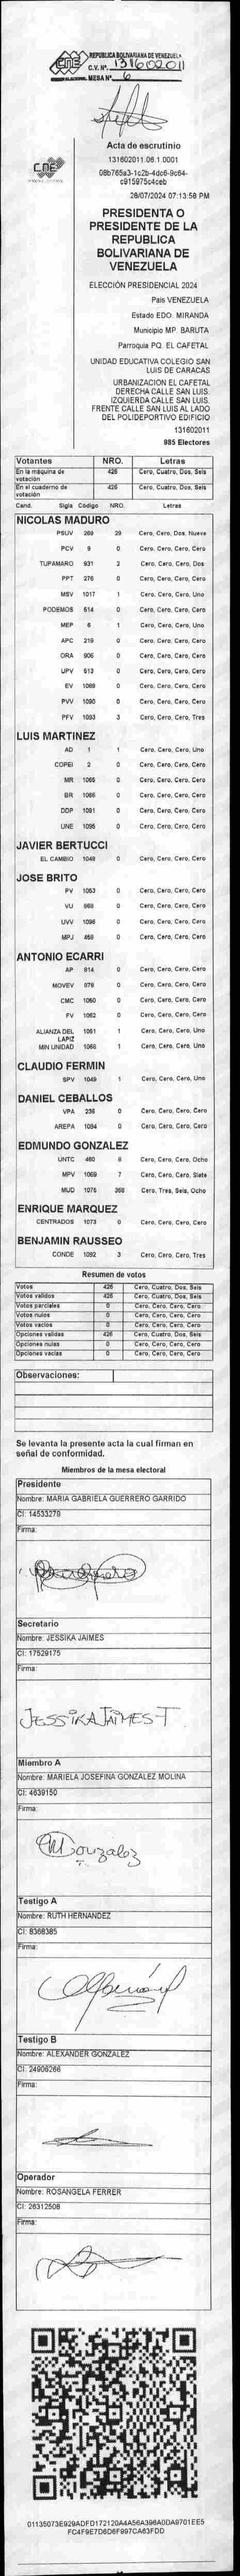 REPUBLICA BOLIVARIANA DE VENEZUELA
CNE
C.V. Nº. 131602011
MESA Nº. 6
Acta de escrutinio
131602011.06.1.0001
28/07/2024 07:13:58 PM
PRESIDENTA O
PRESIDENTE DE LA
REPUBLICA
BOLIVARIANA DE
VENEZUELA
ELECCIÓN PRESIDENCIAL 2024
Pais VENEZUELA
Estado EDO. MIRANDA
Municipio MP. BARUTA
Parroquia PQ. EL CAFETAL
UNIDAD EDUCATIVA COLEGIO SAN
LUIS DE CARACAS
URBANIZACION EL CAFETAL
DERECHA CALLE SAN LUIS.
IZQUIERDA CALLE SAN LUIS.
FRENTE CALLE SAN LUIS AL LADO
DEL POLIDEPORTIVO EDIFICIO
131602011
985 Electores
Votantes NRO. Letras
En la máquina de votación 426 Cero, Cuatro, Dos, Seis
En el cuaderno de votación 426 Cero, Cuatro, Dos, Seis
Cand. Sigla Código NRO. Letras
NICOLAS MADURO
PSUV 269 29 Cero, Cero, Dos, Nueve
PCV 9 0 Cero, Cero, Cero, Cero
TUPAMARO 931 2 Cero, Cero, Cero, Dos
PPT 276 0 Cero, Cero, Cero, Cero
MSV 1017 1 Cero, Cero, Cero, Uno
PODEMOS 514 0 Cero, Cero, Cero, Cero
MEP 6 1 Cero, Cero, Cero, Uno
APC 219 0 Cero, Cero, Cero, Cero
ORA 906 0 Cero, Cero, Cero, Cero
UPV 513 0 Cero, Cero, Cero, Cero
EV 1089 0 Cero, Cero, Cero, Cero
PVV 1090 0 Cero, Cero, Cero, Cero
PFV 1093 3 Cero, Cero, Cero, Tres
LUIS MARTINEZ
AD 1 1 Cero, Cero, Cero, Uno
COPEI 2 0 Cero, Cero, Cero, Cero
MR 1065 0 Cero, Cero, Cero, Cero
BR 1086 0 Cero, Cero, Cero, Cero
DDP 1091 0 Cero, Cero, Cero, Cero
UNE 1095 0 Cero, Cero, Cero, Cero
JAVIER BERTUCCI
EL CAMBIO 1048 0 Cero, Cero, Cero, Cero
JOSE BRITO
PV 1053 0 Cero, Cero, Cero, Cero
VU 968 0 Cero, Cero, Cero, Cero
UVV 1096 0 Cero, Cero, Cero, Cero
MPJ 459 0 Cero, Cero, Cero, Cero
ANTONIO ECARRI
AP 914 0 Cero, Cero, Cero, Cero
MOVEV 979 0 Cero, Cero, Cero, Cero
CMC 1050 0 Cero, Cero, Cero, Cero
FV 1062 0 Cero, Cero, Cero, Cero
ALIANZA DEL LAPIZ 1051 1 Cero, Cero, Cero, Uno
MIN UNIDAD 1066 1 Cero, Cero, Cero, Uno
CLAUDIO FERMIN
SPV 1049 1 Cero, Cero, Cero, Uno
DANIEL CEBALLOS
VPA 236 0 Cero, Cero, Cero, Cero
AREPA 1094 0 Cero, Cero, Cero, Cero
EDMUNDO GONZALEZ
UNTC 460 8 Cero, Cero, Cero, Ocho
MPV 1069 7 Cero, Cero, Cero, Siete
MUD 1075 368 Cero, Tres, Seis, Ocho
ENRIQUE MARQUEZ
CENTRADOS 1073 0 Cero, Cero, Cero, Cero
BENJAMIN RAUSSEO
CONDE 1092 3 Cero, Cero, Cero, Tres
Resumen de votos
Votos 426 Cero, Cuatro, Dos, Seis
Votos validos 426 Cero, Cuatro, Dos, Seis
Votos parciales 0 Cero, Cero, Cero, Cero
Votos nulos 0 Cero, Cero, Cero, Cero
Votos vacios 0 Cero, Cero, Cero, Cero
Opciones validas 426 Cero, Cuatro, Dos, Seis
Opciones nulas 0 Cero, Cero, Cero, Cero
Opciones vacias 0 Cero, Cero, Cero, Cero
Observaciones:
Se levanta la presente acta la cual firman en
señal de conformidad.
Miembros de la mesa electoral
Presidente
Nombre: MARIA GABRIELA GUERRERO GARRIDO
CI: 14533279
Firma:
Secretario
Nombre: JESSIKA JAIMES
CI: 17529175
Firma:
JESSIKA JAIMES T
Miembro A
Nombre: MARIELA JOSEFINA GONZALEZ MOLINA
CI: 4639150
Firma:
MGonzalez
Testigo A
Nombre: RUTH HERNANDEZ
CI: 8368385
Firma:
Testigo B
Nombre: ALEXANDER GONZALEZ
CI: 24906266
Firma:
Operador
Nombre: ROSANGELA FERRER
CI: 26312508
Firma: